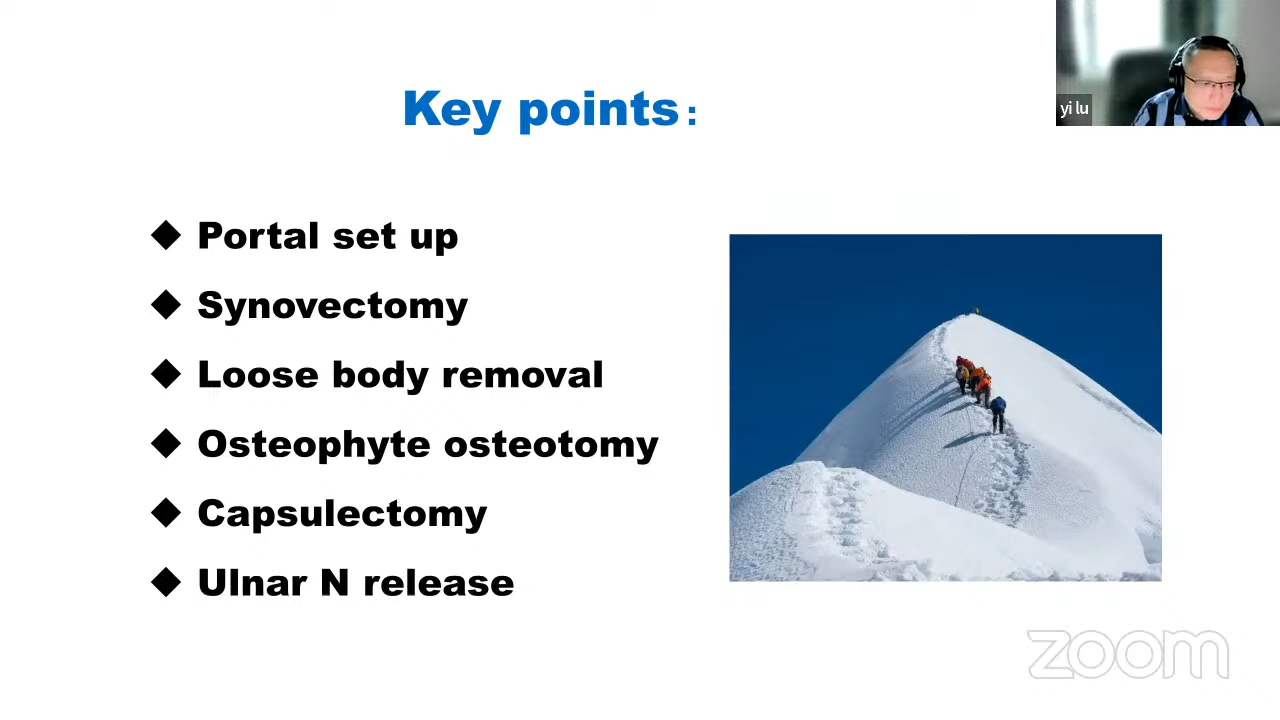 yi lu
Key points:
◆ Portal set up
◆ Synovectomy
◆ Loose body removal
◆ Osteophyte osteotomy
◆ Capsulectomy
◆ Ulnar N release
zoom